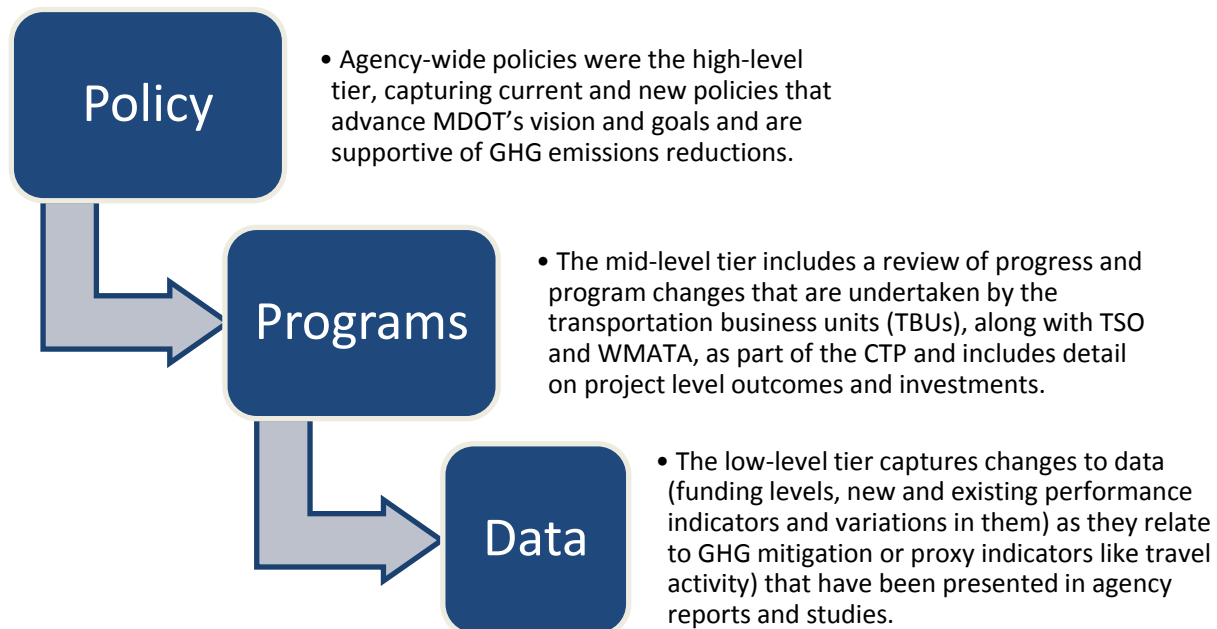 Policy
• Agency-wide policies were the high-level
tier, capturing current and new policies that
advance MDOT’s vision and goals and are
supportive of GHG emissions reductions.
Programs
• The mid-level tier includes a review of progress and
program changes that are undertaken by the
transportation business units (TBUs), along with TSO
and WMATA, as part of the CTP and includes detail
on project level outcomes and investments.
Data
• The low-level tier captures changes to data
(funding levels, new and existing performance
indicators and variations in them) as they relate
to GHG mitigation or proxy indicators like travel
activity) that have been presented in agency
reports and studies.